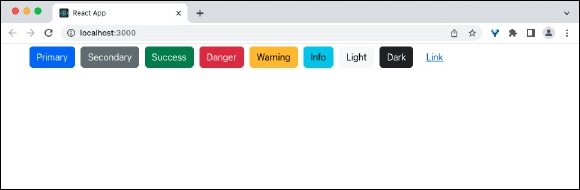 React App
localhost:3000
Primary Secondary Success Danger Warning Info Light Dark Link